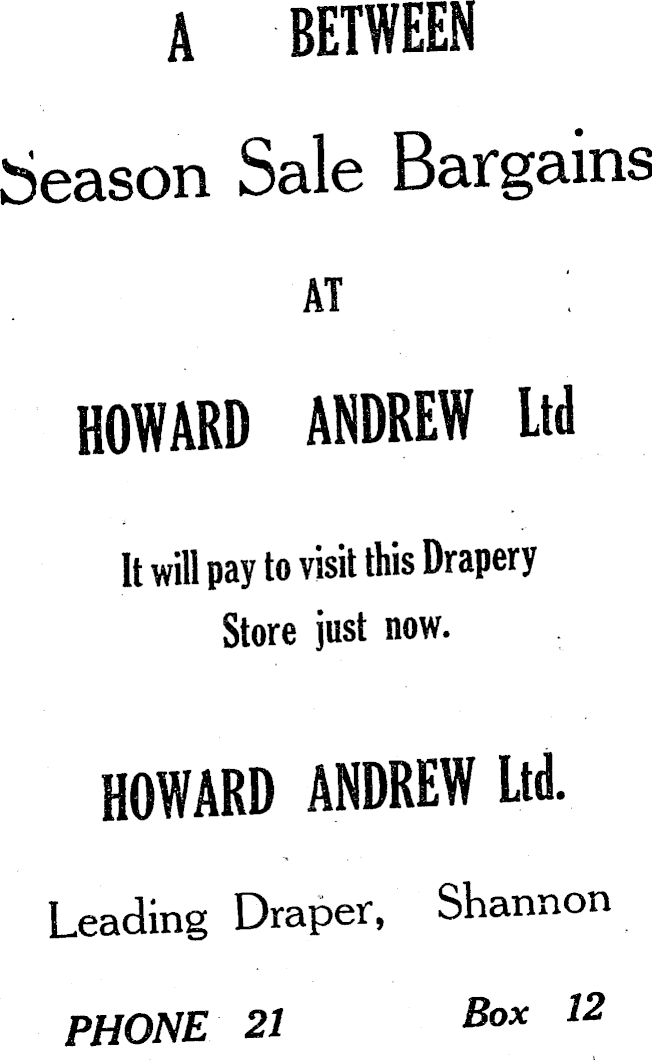 A BETWEEN
Season Sale Bargains
AT
HOWARD ANDREW Ltd
It will pay to visit this Drapery
Store just now.
HOWARD ANDREW Ltd.
Leading Draper, Shannon
PHONE 21 Box 12